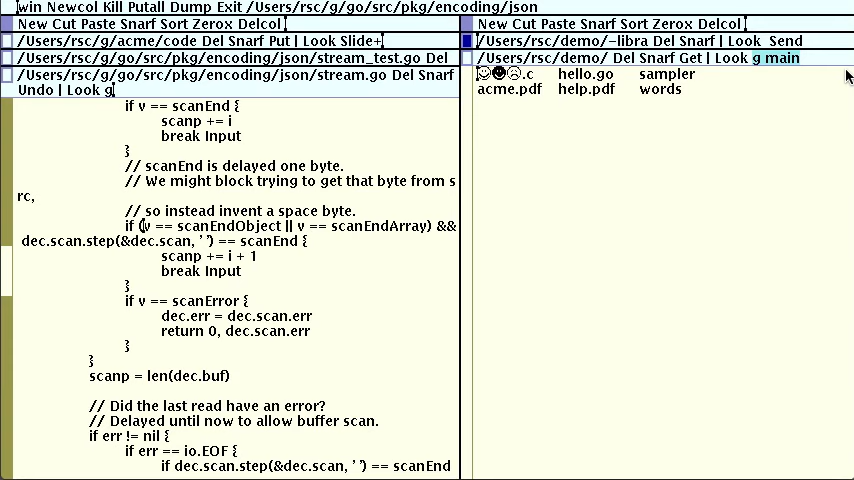 win Newcol Kill Putall Dump Exit /Users/rsc/g/go/src/pkg/encoding/json
New Cut Paste Snarf Sort Zerox Delcol
/Users/rsc/g/acme/code Del Snarf Put | Look Slide+
/Users/rsc/g/go/src/pkg/encoding/json/stream_test.go Del
/Users/rsc/g/go/src/pkg/encoding/json/stream.go Del Snarf
Undo | Look g
if v == scanEnd {
scanp += i
break Input
}
// scanEnd is delayed one byte.
// We might block trying to get that byte from s
rc,
// so instead invent a space byte.
if (v == scanEndObject || v == scanEndArray) &&
dec.scan.step(&dec.scan, ' ') == scanEnd {
scanp += i + 1
break Input
}
if v == scanError {
dec.err = dec.scan.err
return 0, dec.scan.err
}
}
scanp = len(dec.buf)
// Did the last read have an error?
// Delayed until now to allow buffer scan.
if err != nil {
if err == io.EOF {
if dec.scan.step(&dec.scan, ' ') == scanEnd
New Cut Paste Snarf Sort Zerox Delcol
/Users/rsc/demo/-libra Del Snarf | Look Send
/Users/rsc/demo/ Del Snarf Get | Look g main
☺☻☹.c hello.go sampler
acme.pdf help.pdf words